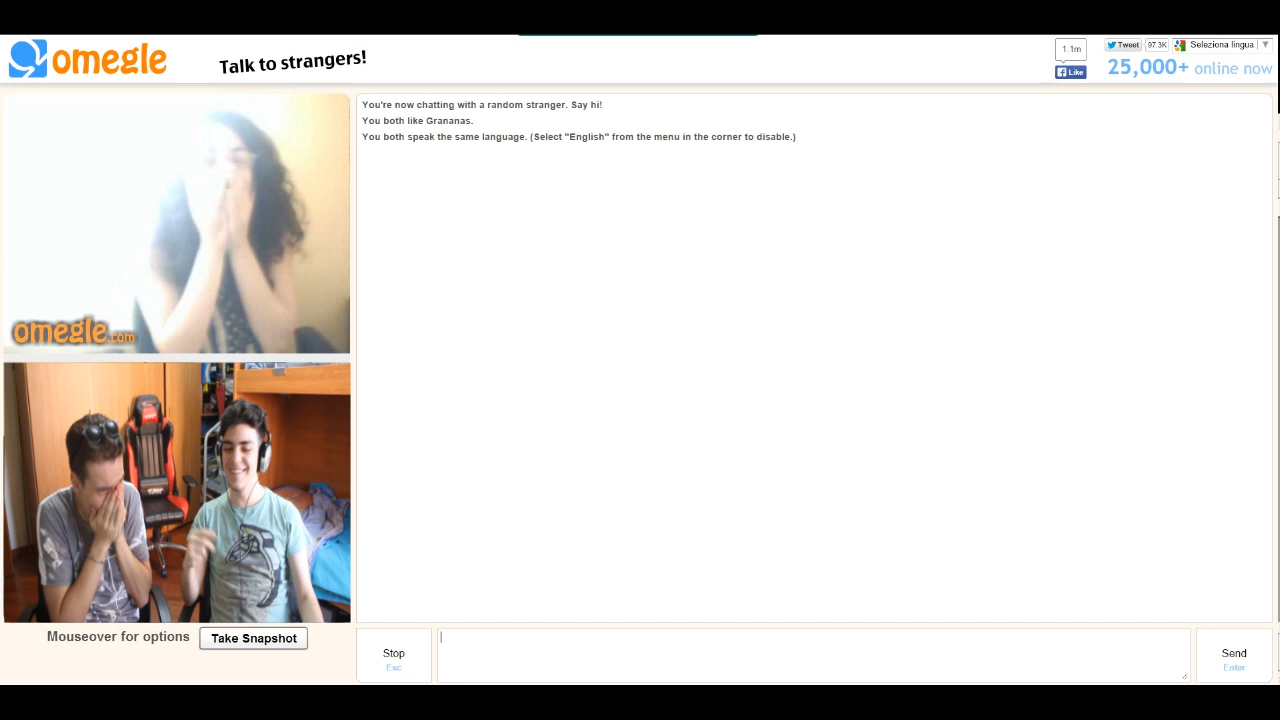 omegle
Talk to strangers!
1.1m
Like
Tweet
97.3K
Seleziona lingua
▼
25,000+ online now
You're now chatting with a random stranger. Say hi!
You both like Grananas.
You both speak the same language. (Select "English" from the menu in the corner to disable.)
omegle.com
Mouseover for options
Take Snapshot
Stop
Esc
Send
Enter